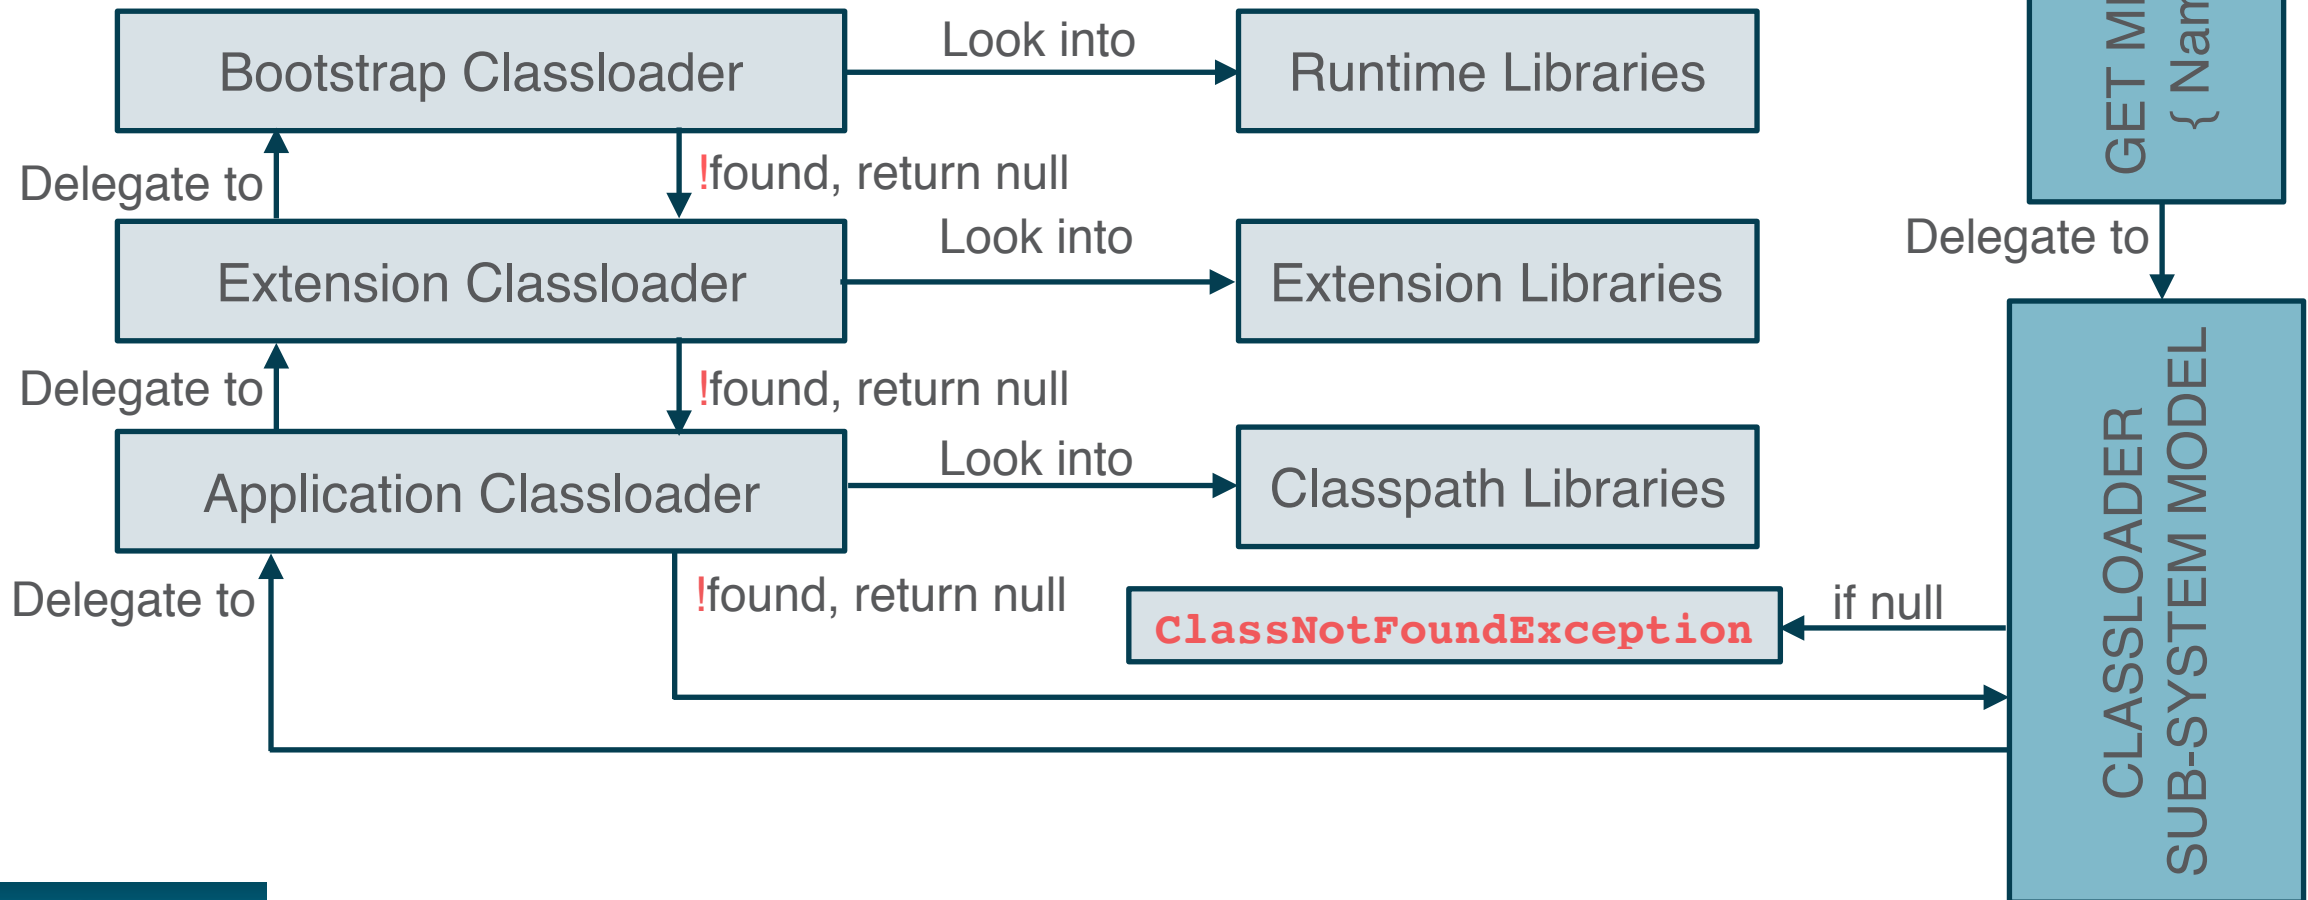 Bootstrap Classloader
Look into
Runtime Libraries
GET
{
Delegate to
!found, return null
Extension Classloader
Look into
Extension Libraries
Delegate to
Delegate to
!found, return null
Application Classloader
Look into
Classpath Libraries
Delegate to
!found, return null
ClassNotFoundException
if null
CLASSLOADER
SUB-SYSTEM MODEL